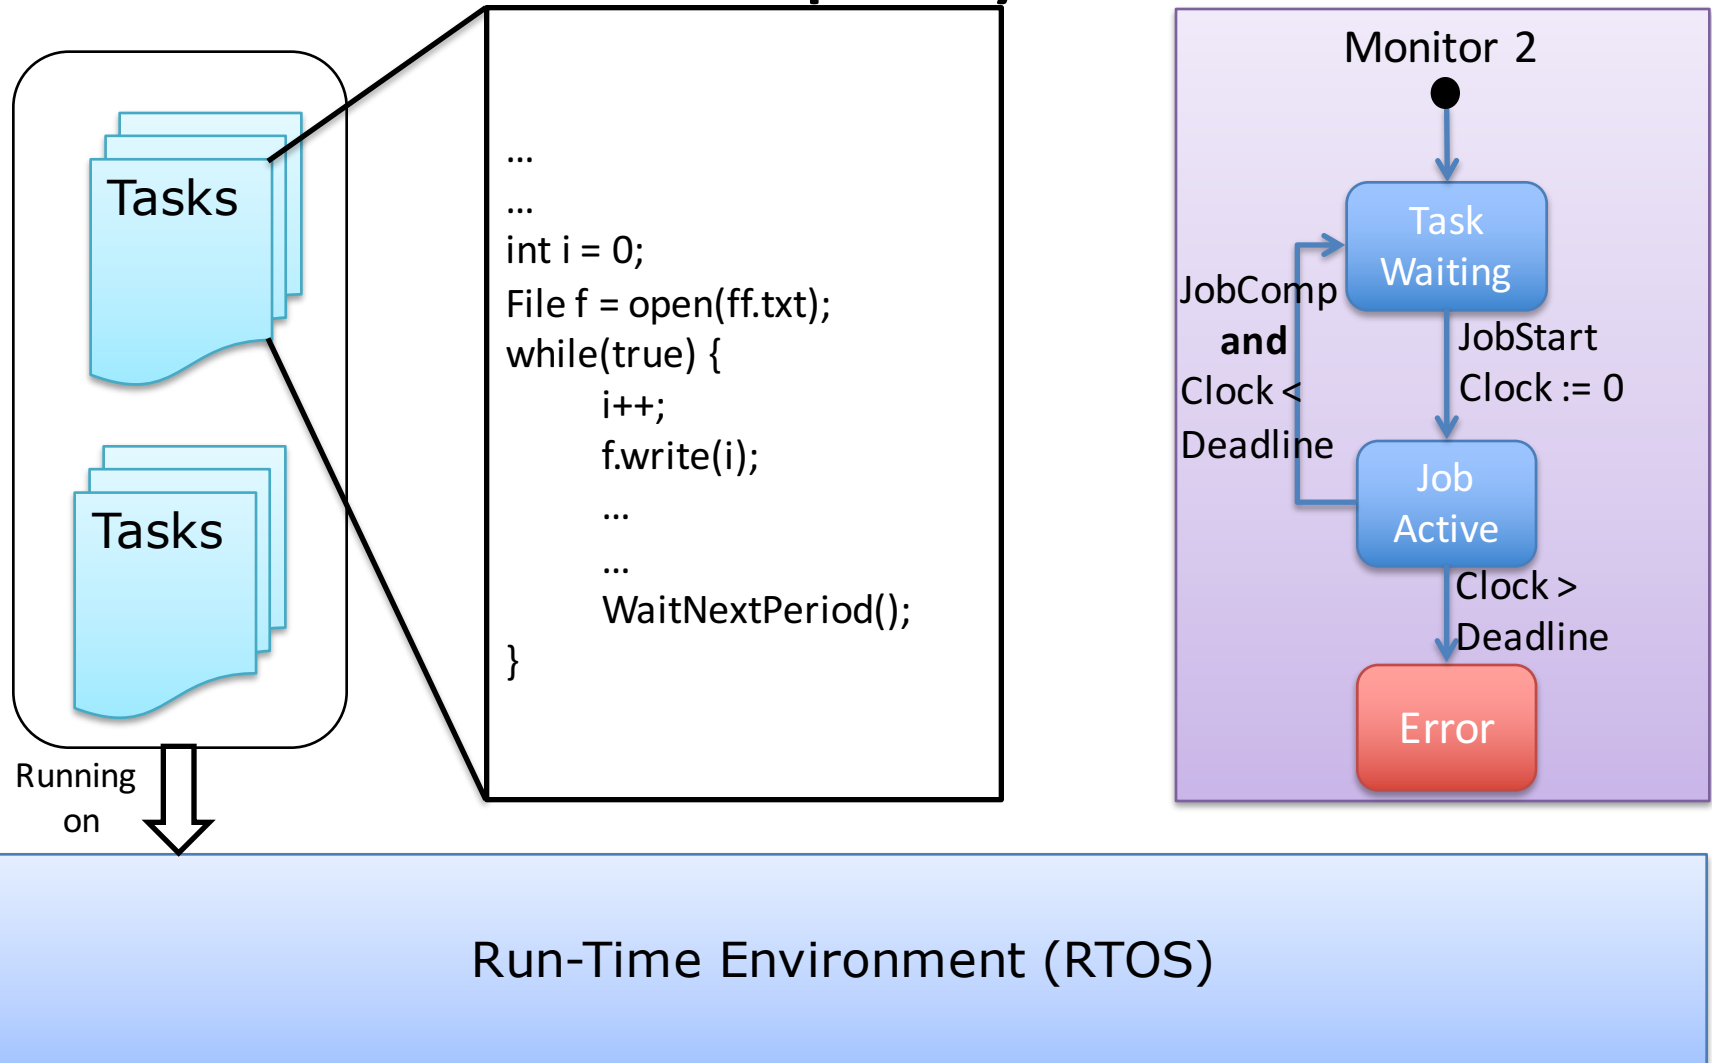 Tasks
Tasks
Running
on
...
...
int i = 0;
File f = open(ff.txt);
while(true) {
i++;
f.write(i);
...
...
WaitNextPeriod();
}
Monitor 2
Task
Waiting
JobComp
and
Clock <
Deadline
JobStart
Clock := 0
Job
Active
Clock >
Deadline
Error
Run-Time Environment (RTOS)